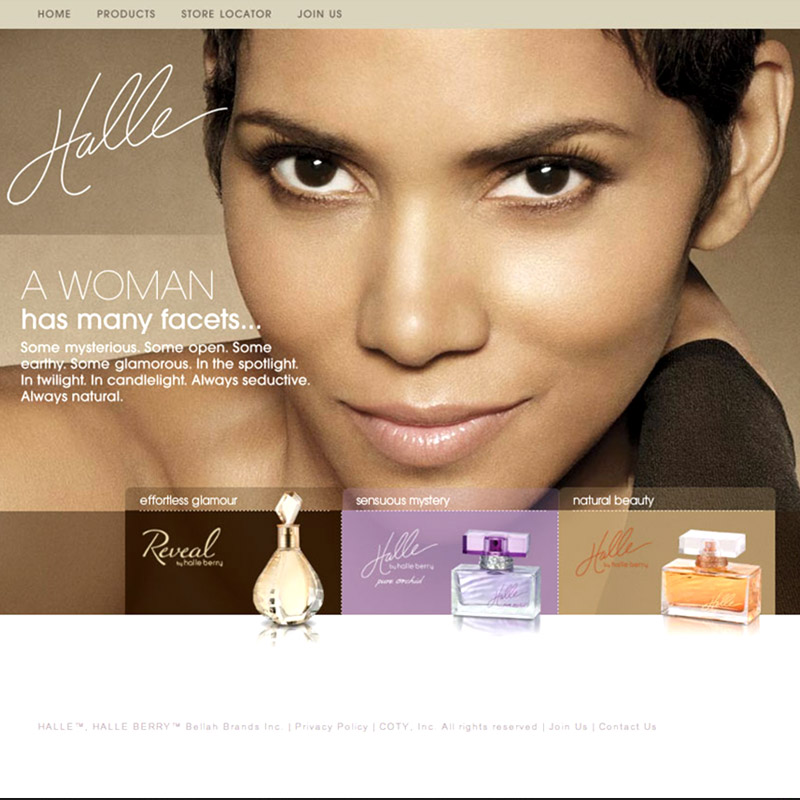 HOME PRODUCTS STORE LOCATOR JOIN US
Halle
A WOMAN
has many facets...
Some mysterious. Some open. Some
earthy. Some glamorous. In the spotlight.
In twilight. In candlelight. Always seductive.
Always natural.
effortless glamour
Reveal
by halle berry
sensuous mystery
Halle
by halle berry
pure orchid
Halle
natural beauty
Halle
by halle berry
Halle
HALLE™, HALLE BERRY™ Bellah Brands Inc. | Privacy Policy | COTY, Inc. All rights reserved | Join Us | Contact Us